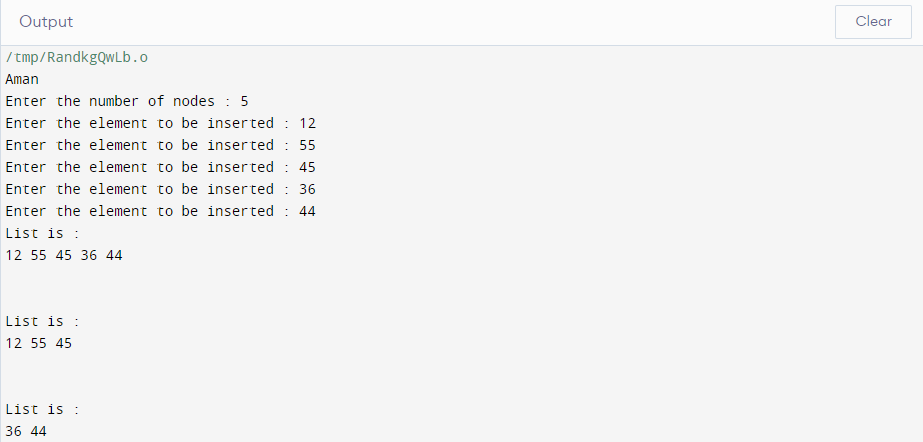 Output
Clear
/tmp/RandkgQwLb.o
Aman
Enter the number of nodes : 5
Enter the element to be inserted : 12
Enter the element to be inserted : 55
Enter the element to be inserted : 45
Enter the element to be inserted : 36
Enter the element to be inserted : 44
List is :
12 55 45 36 44
List is :
12 55 45
List is :
36 44